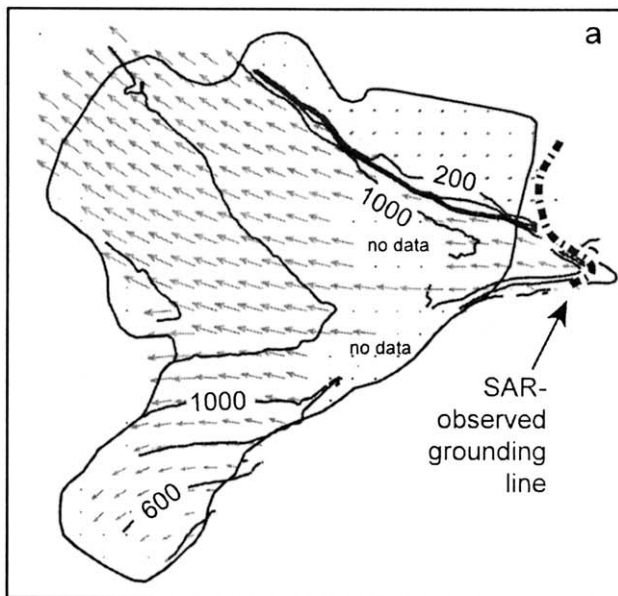 a
200
1000
no data
no data
SAR-
observed
grounding
line
1000
600